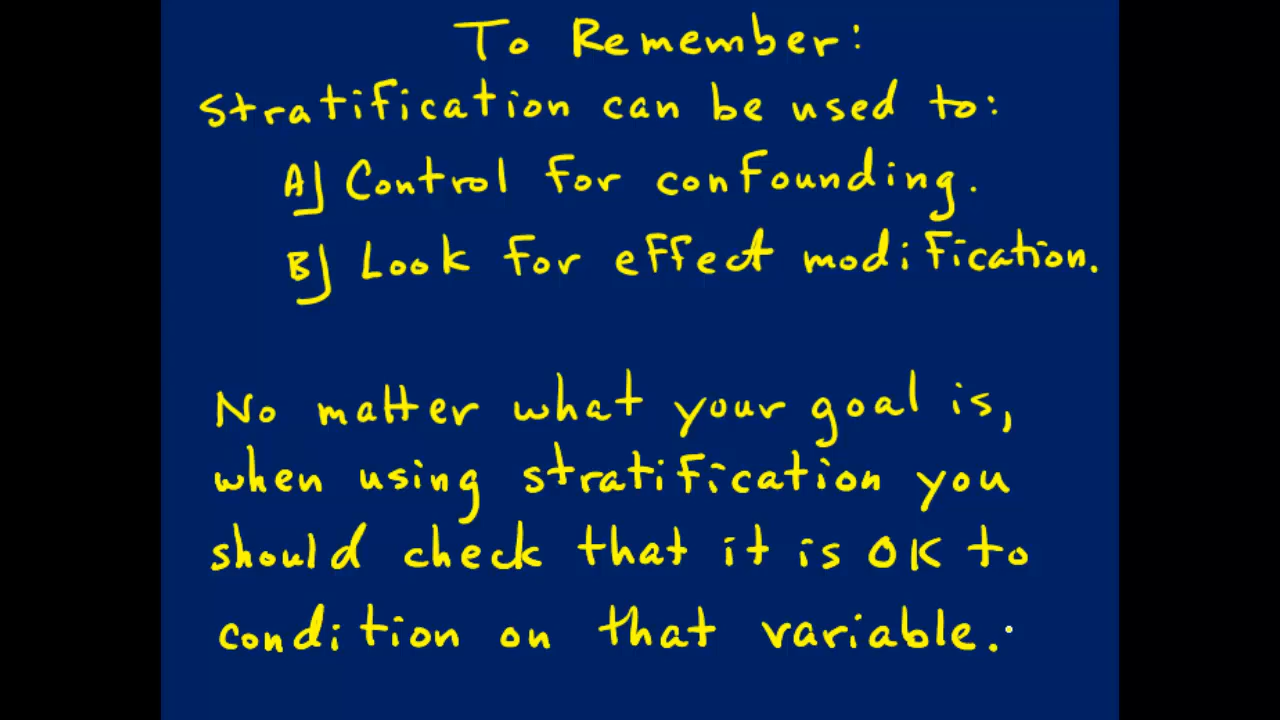 To Remember:
Stratification can be used to:
A] Control for confounding.
B] Look for effect modification.
No matter what your goal is,
when using stratification you
should check that it is OK to
condition on that variable.